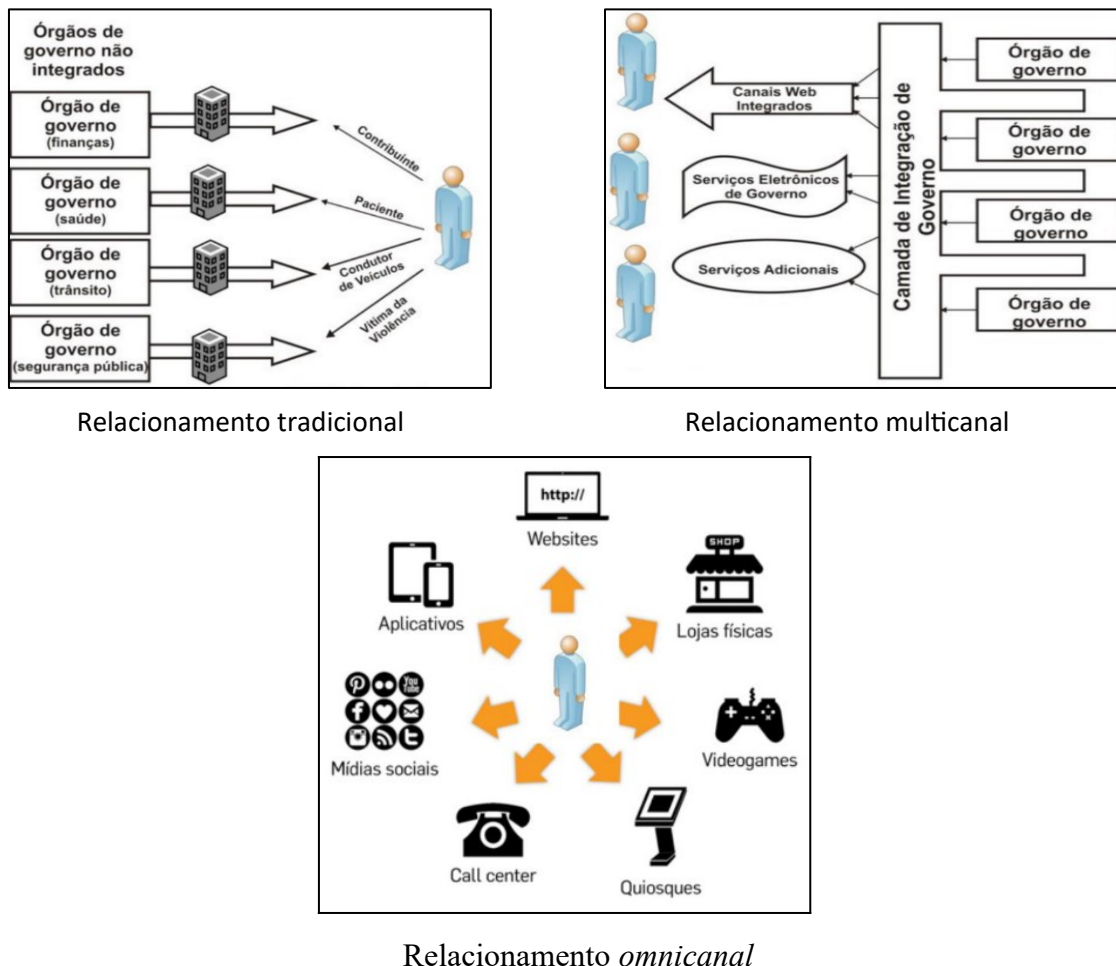 Órgãos de
governo não
integrados
Órgão de
governo
(finanças)
Órgão de
governo
(saúde)
Órgão de
governo
(trânsito)
Órgão de
governo
(segurança pública)
Contribuinte
Paciente
Condutor
de Veículos
Vítima da
Violência
Relacionamento tradicional
Canais Web
Integrados
Serviços Eletrônicos
de Governo
Serviços Adicionais
Camada de Integração de
Governo
Órgão de
governo
Órgão de
governo
Órgão de
governo
Órgão de
governo
Relacionamento multicanal
http://
Websites
Aplicativos
SHOP
Lojas físicas
You
Tube
Mídias sociais
Videogames
Call center
Quiosques
Relacionamento omnicanal